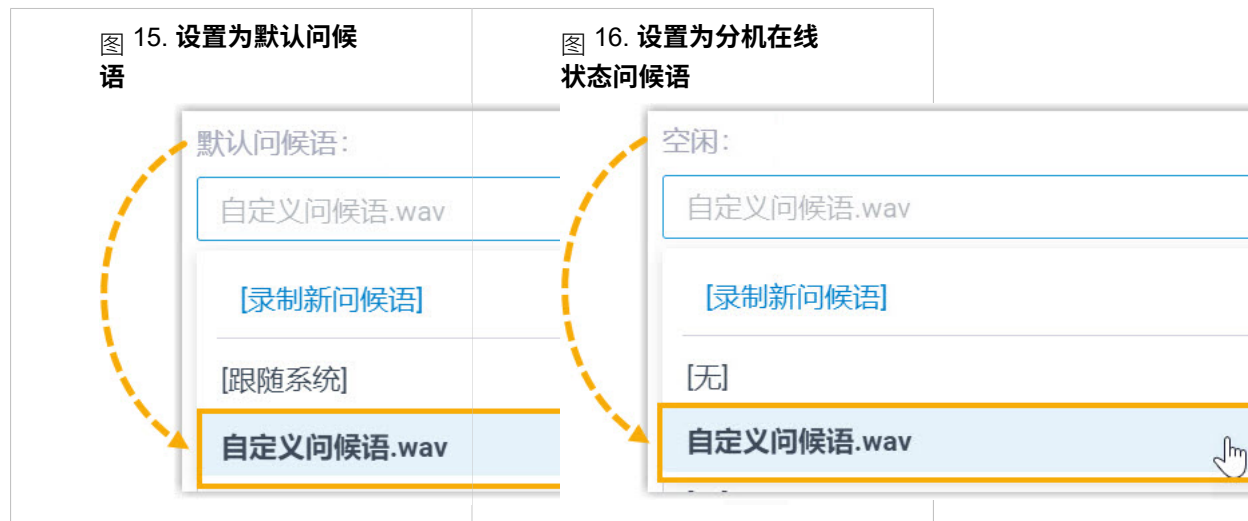 图 15. 设置为默认问候
语
默认问候语:
自定义问候语.wav
[录制新问候语]
[跟随系统]
自定义问候语.wav
图 16. 设置为分机在线
状态问候语
空闲:
自定义问候语.wav
[录制新问候语]
[无]
自定义问候语.wav